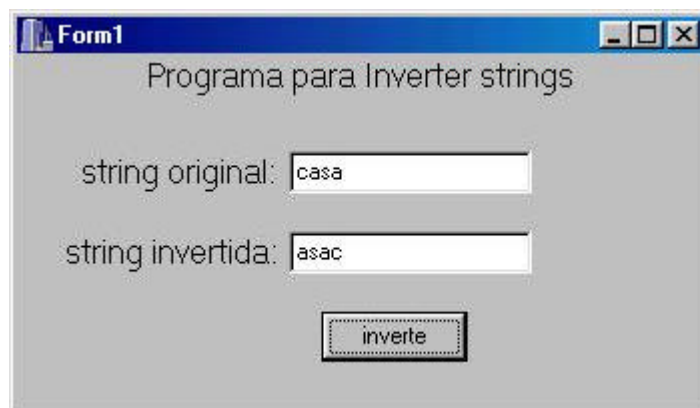 Form1
Programa para Inverter strings
string original: casa
string invertida: asac
inverte